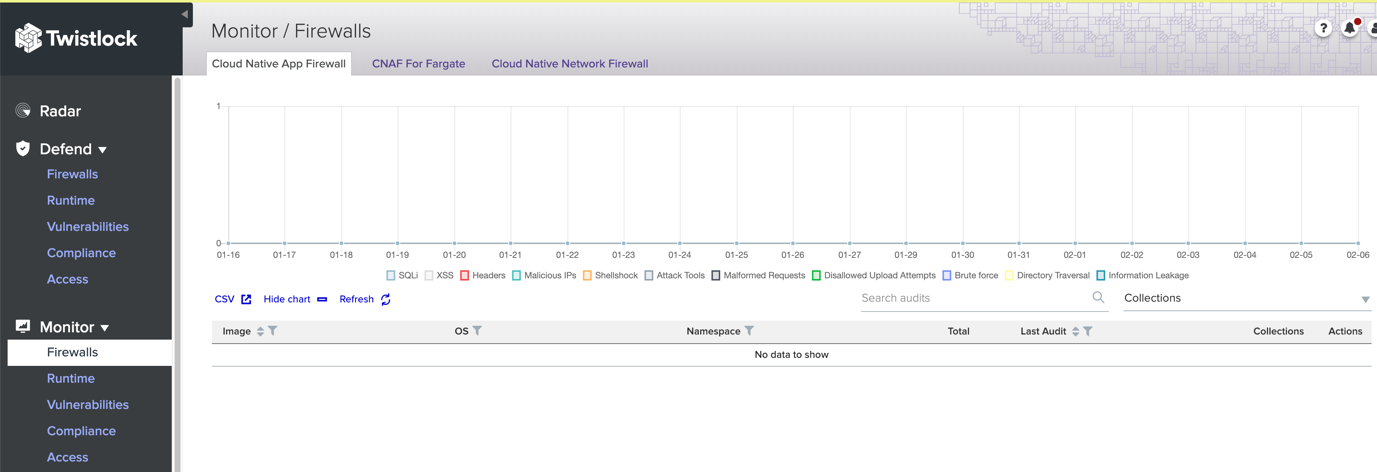 Twistlock
Monitor / Firewalls
?
Cloud Native App Firewall CNAF For Fargate Cloud Native Network Firewall
Radar
Defend
Firewalls
Runtime
Vulnerabilities
Compliance
Access
Monitor
Firewalls
Runtime
Vulnerabilities
Compliance
Access
1
0
01-16 01-17 01-18 01-19 01-20 01-21 01-22 01-23 01-24 01-25 01-26 01-27 01-28 01-29 01-30 01-31 02-01 02-02 02-03 02-04 02-05 02-06
SQLi XSS Headers Malicious IPs Shellshock Attack Tools Malformed Requests Disallowed Upload Attempts Brute force Directory Traversal Information Leakage
CSV Hide chart Refresh Search audits Collections
Image OS Namespace Total Last Audit Collections Actions
No data to show